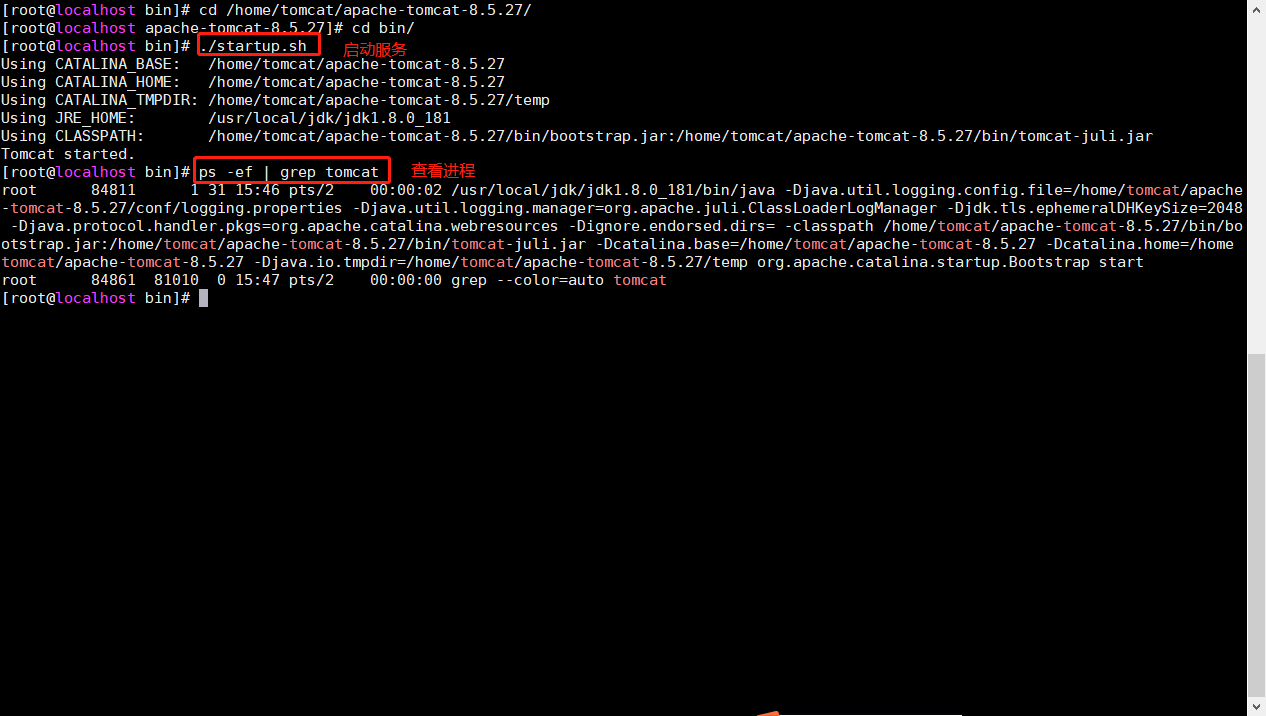 [root@localhost bin]# cd /home/tomcat/apache-tomcat-8.5.27/
[root@localhost apache-tomcat-8.5.27]# cd bin/
[root@localhost bin]# ./startup.sh 启动服务
Using CATALINA_BASE:   /home/tomcat/apache-tomcat-8.5.27
Using CATALINA_HOME:   /home/tomcat/apache-tomcat-8.5.27
Using CATALINA_TMPDIR: /home/tomcat/apache-tomcat-8.5.27/temp
Using JRE_HOME:        /usr/local/jdk/jdk1.8.0_181
Using CLASSPATH:       /home/tomcat/apache-tomcat-8.5.27/bin/bootstrap.jar:/home/tomcat/apache-tomcat-8.5.27/bin/tomcat-juli.jar
Tomcat started.
[root@localhost bin]# ps -ef | grep tomcat 查看进程
root      84811      1 31 15:46 pts/2    00:00:02 /usr/local/jdk/jdk1.8.0_181/bin/java -Djava.util.logging.config.file=/home/tomcat/apache
-tomcat-8.5.27/conf/logging.properties -Djava.util.logging.manager=org.apache.juli.ClassLoaderLogManager -Djdk.tls.ephemeralDHKeySize=2048
 -Djava.protocol.handler.pkgs=org.apache.catalina.webresources -Dignore.endorsed.dirs= -classpath /home/tomcat/apache-tomcat-8.5.27/bin/bo
otstrap.jar:/home/tomcat/apache-tomcat-8.5.27/bin/tomcat-juli.jar -Dcatalina.base=/home/tomcat/apache-tomcat-8.5.27 -Dcatalina.home=/home
tomcat/apache-tomcat-8.5.27 -Djava.io.tmpdir=/home/tomcat/apache-tomcat-8.5.27/temp org.apache.catalina.startup.Bootstrap start
root      84861  81010  0 15:47 pts/2    00:00:00 grep --color=auto tomcat
[root@localhost bin]#